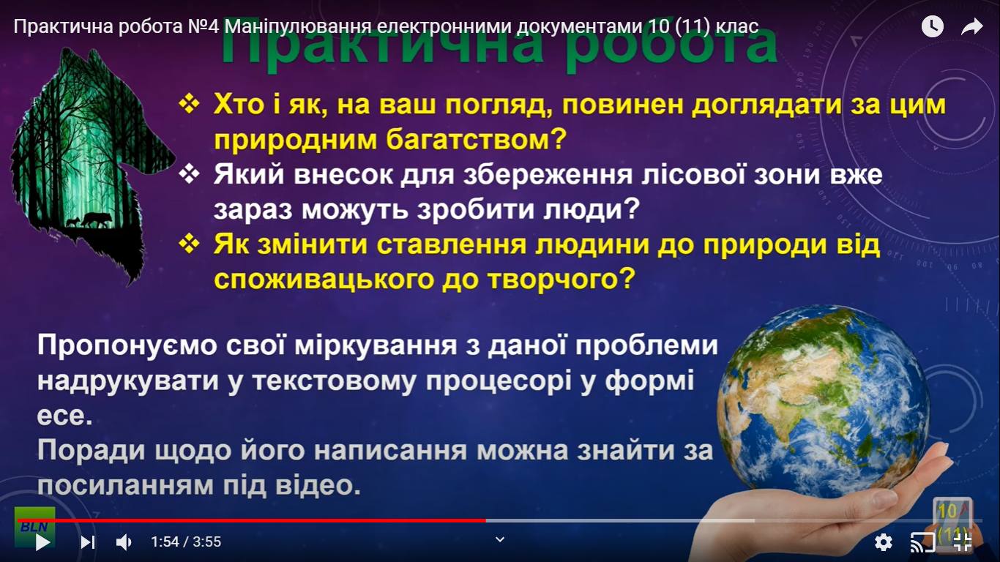 Практична робота №4 Маніпулювання електронними документами 10 (11) клас
Практична робота
❖ Хто і як, на ваш погляд, повинен доглядати за цим
природним багатством?
❖ Який внесок для збереження лісової зони вже
зараз можуть зробити люди?
❖ Як змінити ставлення людини до природи від
споживацького до творчого?
Пропонуємо свої міркування з даної проблеми
надрукувати у текстовому процесорі у формі
есе.
Поради щодо його написання можна знайти за
посиланням під відео.
BLN
10
(11)
1:54 / 3:55